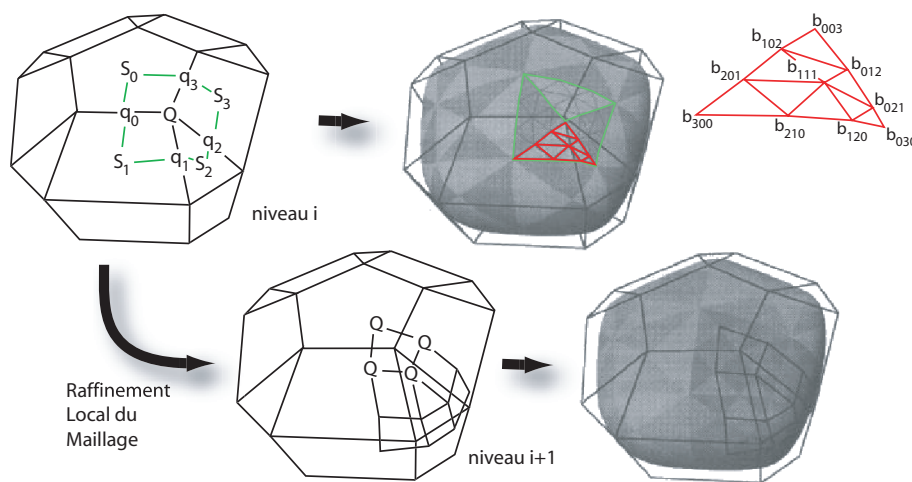 S0
q3
S3
q0
Q
q2
S1
q1
S2
niveau i
b003
b102
b111
b012
b201
b021
b300
b210
b120
b030
Raffinement
Local du
Maillage
Q
Q
Q
Q
niveau i+1